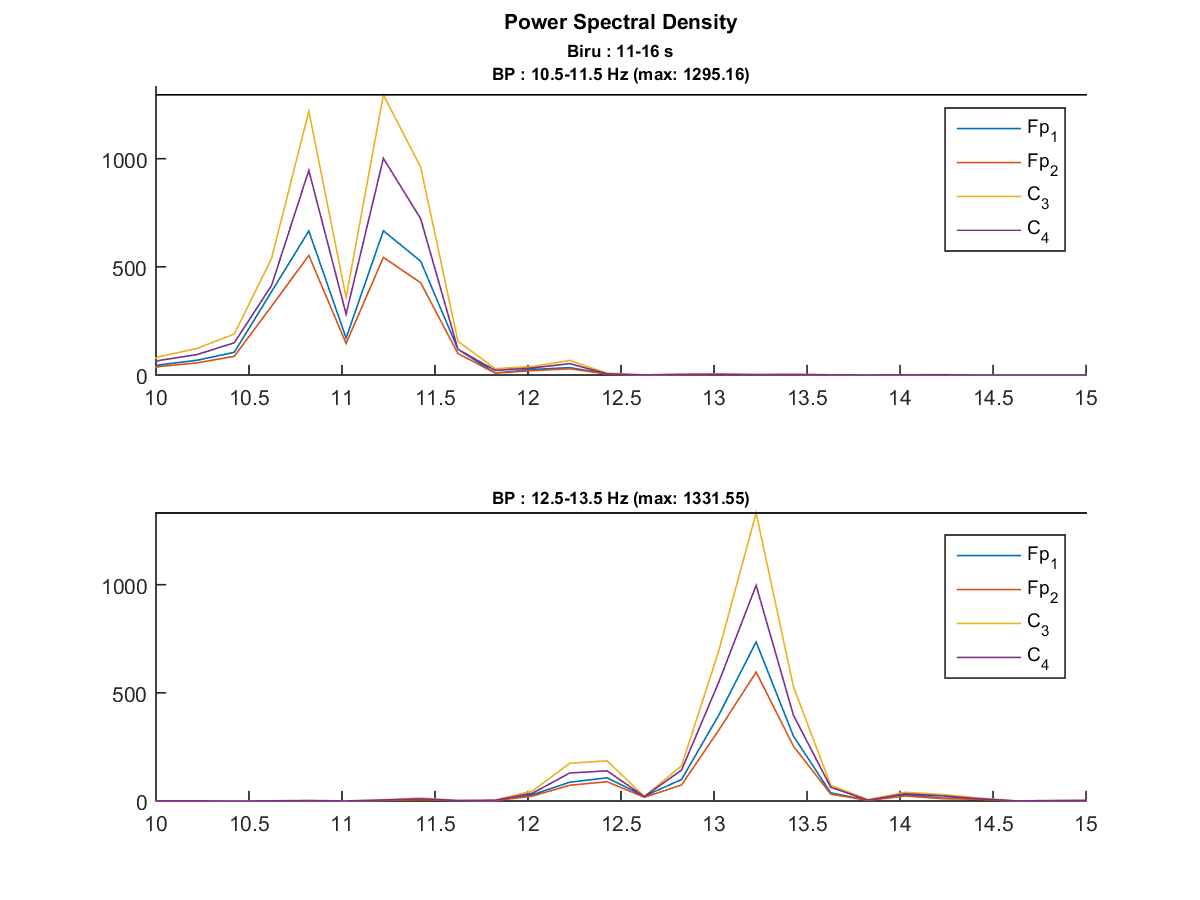 Power Spectral Density
Biru : 11-16 s
BP : 10.5-11.5 Hz (max: 1295.16)
1000
500
0
10 10.5 11 11.5 12 12.5 13 13.5 14 14.5 15
Fp1
Fp2
C3
C4
BP : 12.5-13.5 Hz (max: 1331.55)
1000
500
0
10 10.5 11 11.5 12 12.5 13 13.5 14 14.5 15
Fp1
Fp2
C3
C4